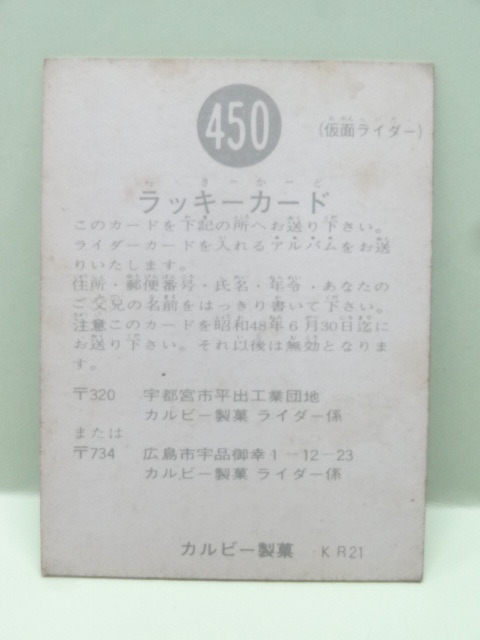 450
(仮面ライダー)
ラッキーカード
このカードを下記の所へお送り下さい。
ライダーカードを入れるアルバムをお送
りいたします。
住所・郵便番号・氏名・年令・あなたの
ご父兄の名前をはっきり書いて下さい。
注意このカードを昭和48年6月30日迄に
お送り下さい。それ以後は無効となりま
す。
〒320 宇都宮市平出工業団地
カルビー製菓 ライダー係
または
〒734 広島市宇品御幸1-12-23
カルビー製菓 ライダー係
カルビー製菓 KR21